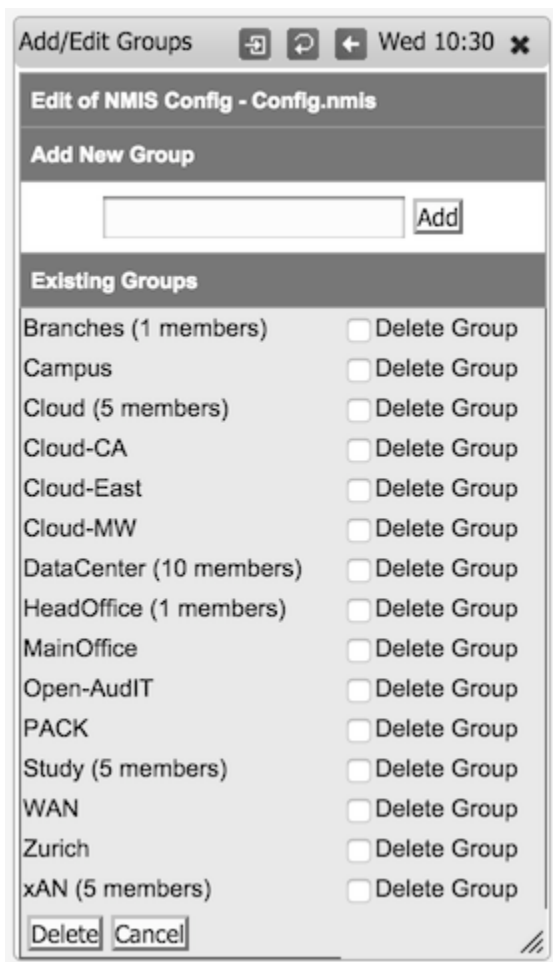 Add/Edit Groups Wed 10:30
Edit of NMIS Config - Config.nmis
Add New Group
Add
Existing Groups
Branches (1 members) Delete Group
Campus Delete Group
Cloud (5 members) Delete Group
Cloud-CA Delete Group
Cloud-East Delete Group
Cloud-MW Delete Group
DataCenter (10 members) Delete Group
HeadOffice (1 members) Delete Group
MainOffice Delete Group
Open-AudIT Delete Group
PACK Delete Group
Study (5 members) Delete Group
WAN Delete Group
Zurich Delete Group
xAN (5 members) Delete Group
Delete Cancel